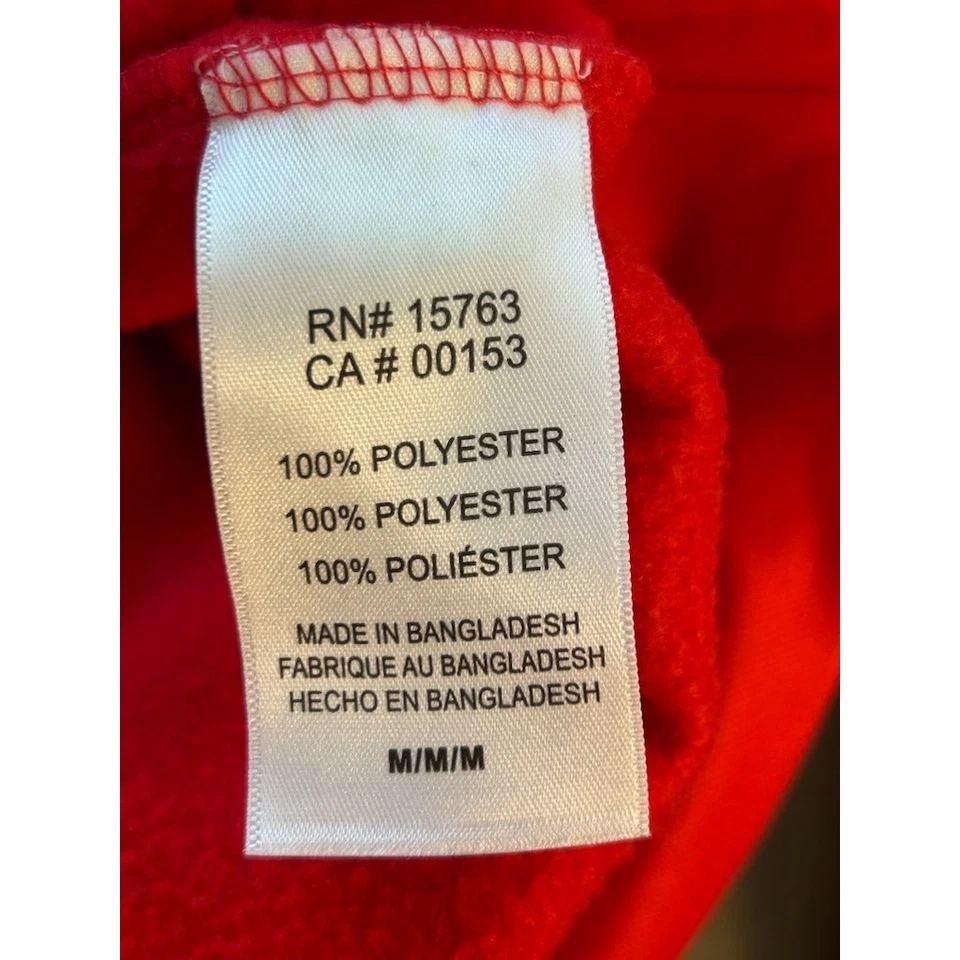 RN# 15763
CA # 00153
100% POLYESTER
100% POLYESTER
100% POLIÉSTER
MADE IN BANGLADESH
FABRIQUE AU BANGLADESH
HECHO EN BANGLADESH
M/M/M